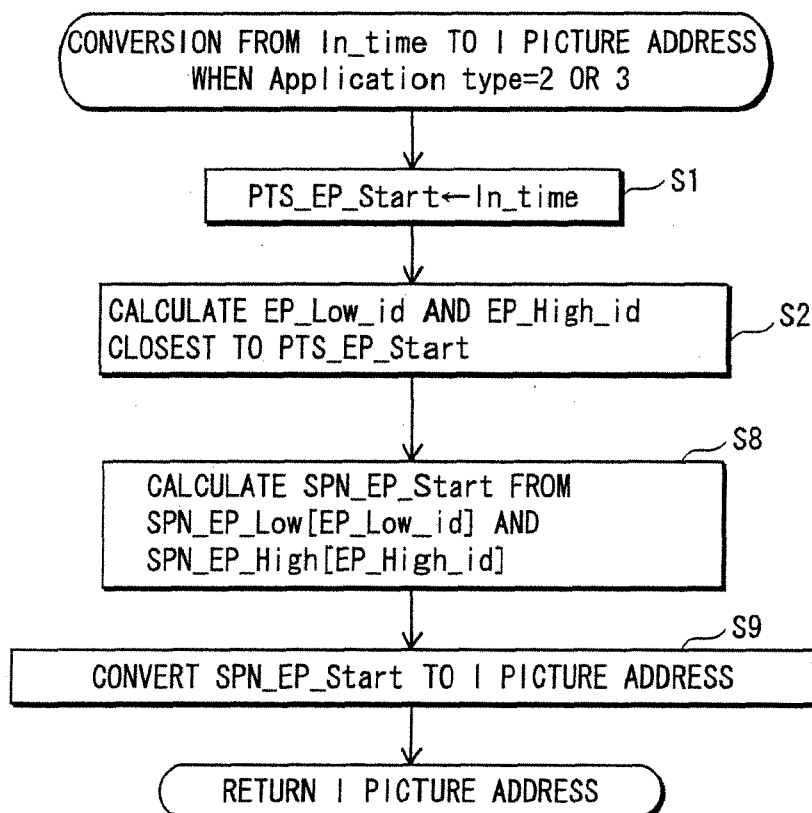 CONVERSION FROM In_time TO I PICTURE ADDRESS
WHEN Application type=2 OR 3
PTS_EP_Start←In_time
S1
CALCULATE EP_Low_id AND EP_High_id
CLOSEST TO PTS_EP_Start
S2
S8
CALCULATE SPN_EP_Start FROM
SPN_EP_Low[EP_Low_id] AND
SPN_EP_High[EP_High_id]
S9
CONVERT SPN_EP_Start TO I PICTURE ADDRESS
RETURN I PICTURE ADDRESS